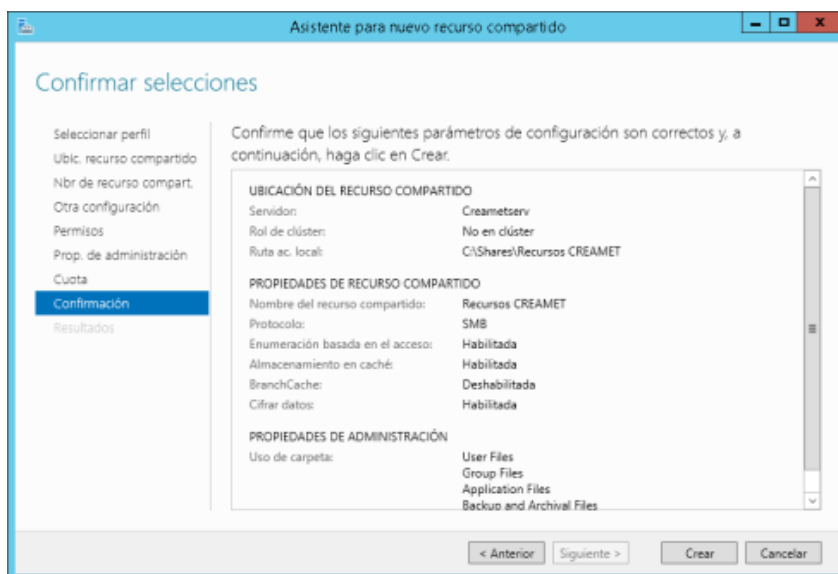 Asistente para nuevo recurso compartido
Confirmar selecciones
Seleccionar perfil
Ubic. recurso compartido
Nbr de recurso compart.
Otra configuración
Permisos
Prop. de administración
Cuota
Confirmación
Resultados
Confirme que los siguientes parámetros de configuración son correctos y, a
continuación, haga clic en Crear.
UBICACIÓN DEL RECURSO COMPARTIDO
Servidor: Creametserv
Rol de clúster: No en clúster
Ruta ac. local: C:\Shares\Recursos CREAMET
PROPIEDADES DE RECURSO COMPARTIDO
Nombre del recurso compartido: Recursos CREAMET
Protocolo: SMB
Enumeración basada en el acceso: Habilitada
Almacenamiento en caché: Habilitada
BranchCache: Deshabilitada
Cifrar datos: Habilitada
PROPIEDADES DE ADMINISTRACIÓN
Uso de carpeta: User Files
Group Files
Application Files
Backup and Archival Files
< Anterior Siguiente > Crear Cancelar